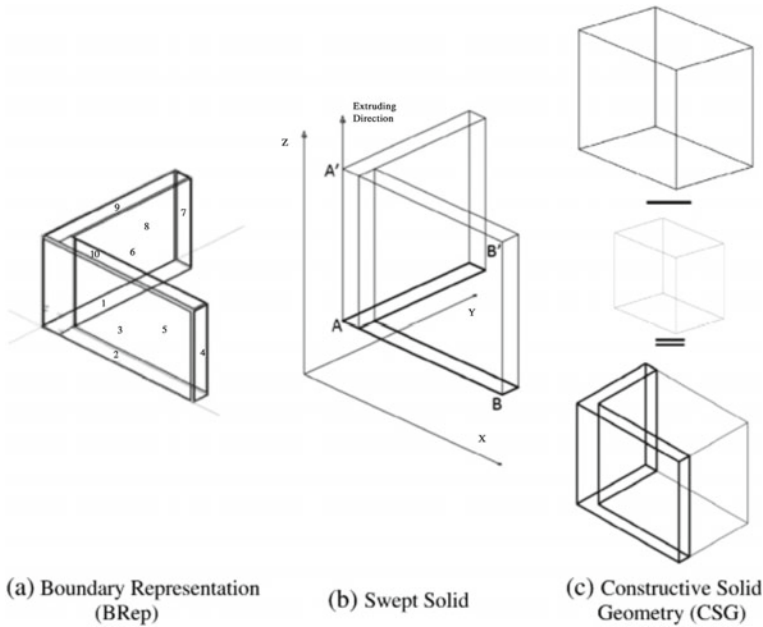 9
7
8
10
6
1
3
5
2
4
(a) Boundary Representation
(BRep)
Extruding
Direction
Z
A'
B'
A
Y
B
X
(b) Swept Solid
(c) Constructive Solid
Geometry (CSG)